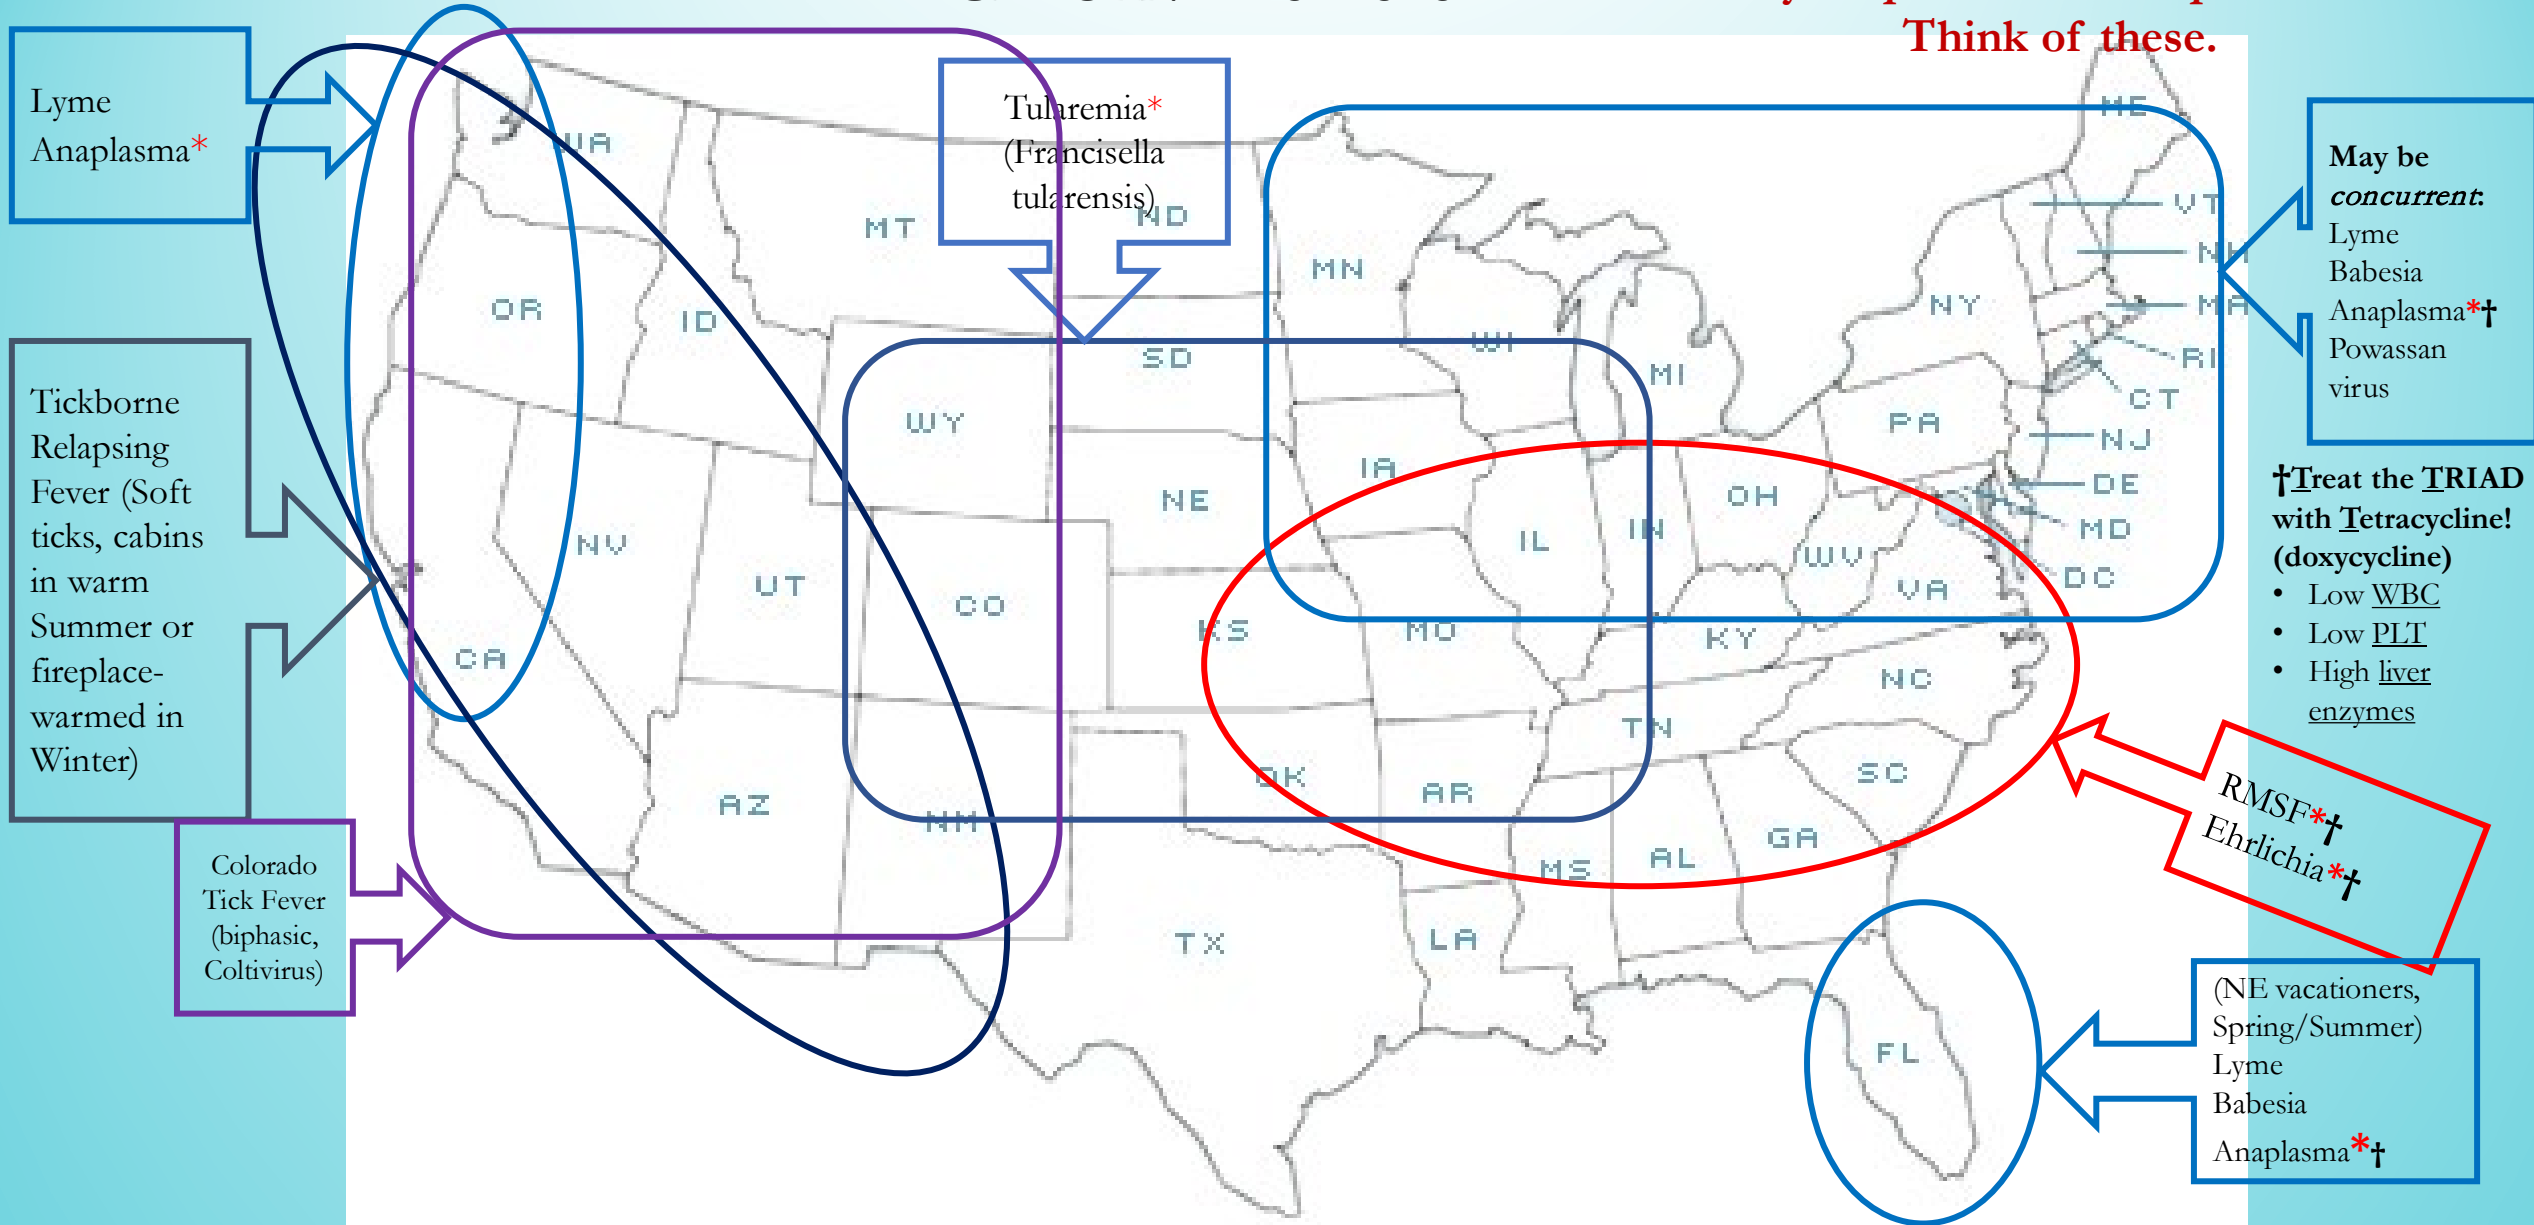 Think of these.
Lyme
Anaplasma*
Tularemia*
(Francisella
tularensis)
May be
concurrent:
Lyme
Babesia
Anaplasma*†
Powassan
virus
Tickborne
Relapsing
Fever (Soft
ticks, cabins
in warm
Summer or
fireplace-
warmed in
Winter)
†Treat the TRIAD
with Tetracycline!
(doxycycline)
• Low WBC
• Low PLT
• High liver
enzymes
RMSF*†
Ehrlichia*†
Colorado
Tick Fever
(biphasic,
Coltivirus)
(NE vacationers,
Spring/Summer)
Lyme
Babesia
Anaplasma*†
WA
MT
ND
MN
ME
VT
NH
MA
RI
CT
NJ
DE
MD
DC
OR
ID
SD
WI
MI
NY
WY
PA
IA
NE
OH
NV
UT
CO
IL
IN
WV
VA
CA
KS
MO
KY
NC
TN
AZ
NM
OK
AR
SC
MS
AL
GA
TX
LA
FL